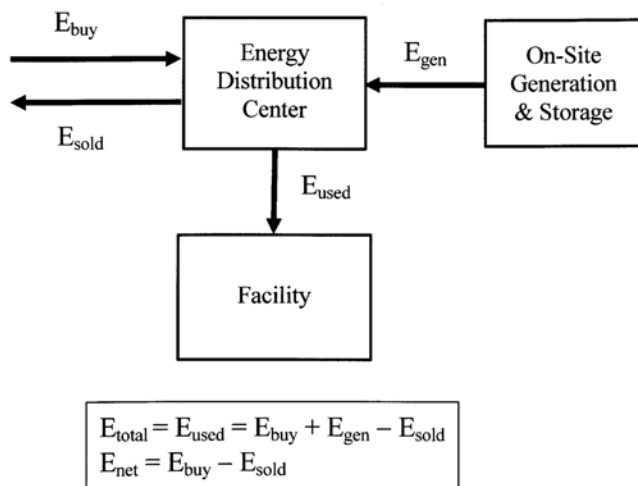 E_buy
Energy
Distribution
Center
E_gen
On-Site
Generation
& Storage
E_sold
E_used
Facility
E_total = E_used = E_buy + E_gen – E_sold
E_net = E_buy – E_sold